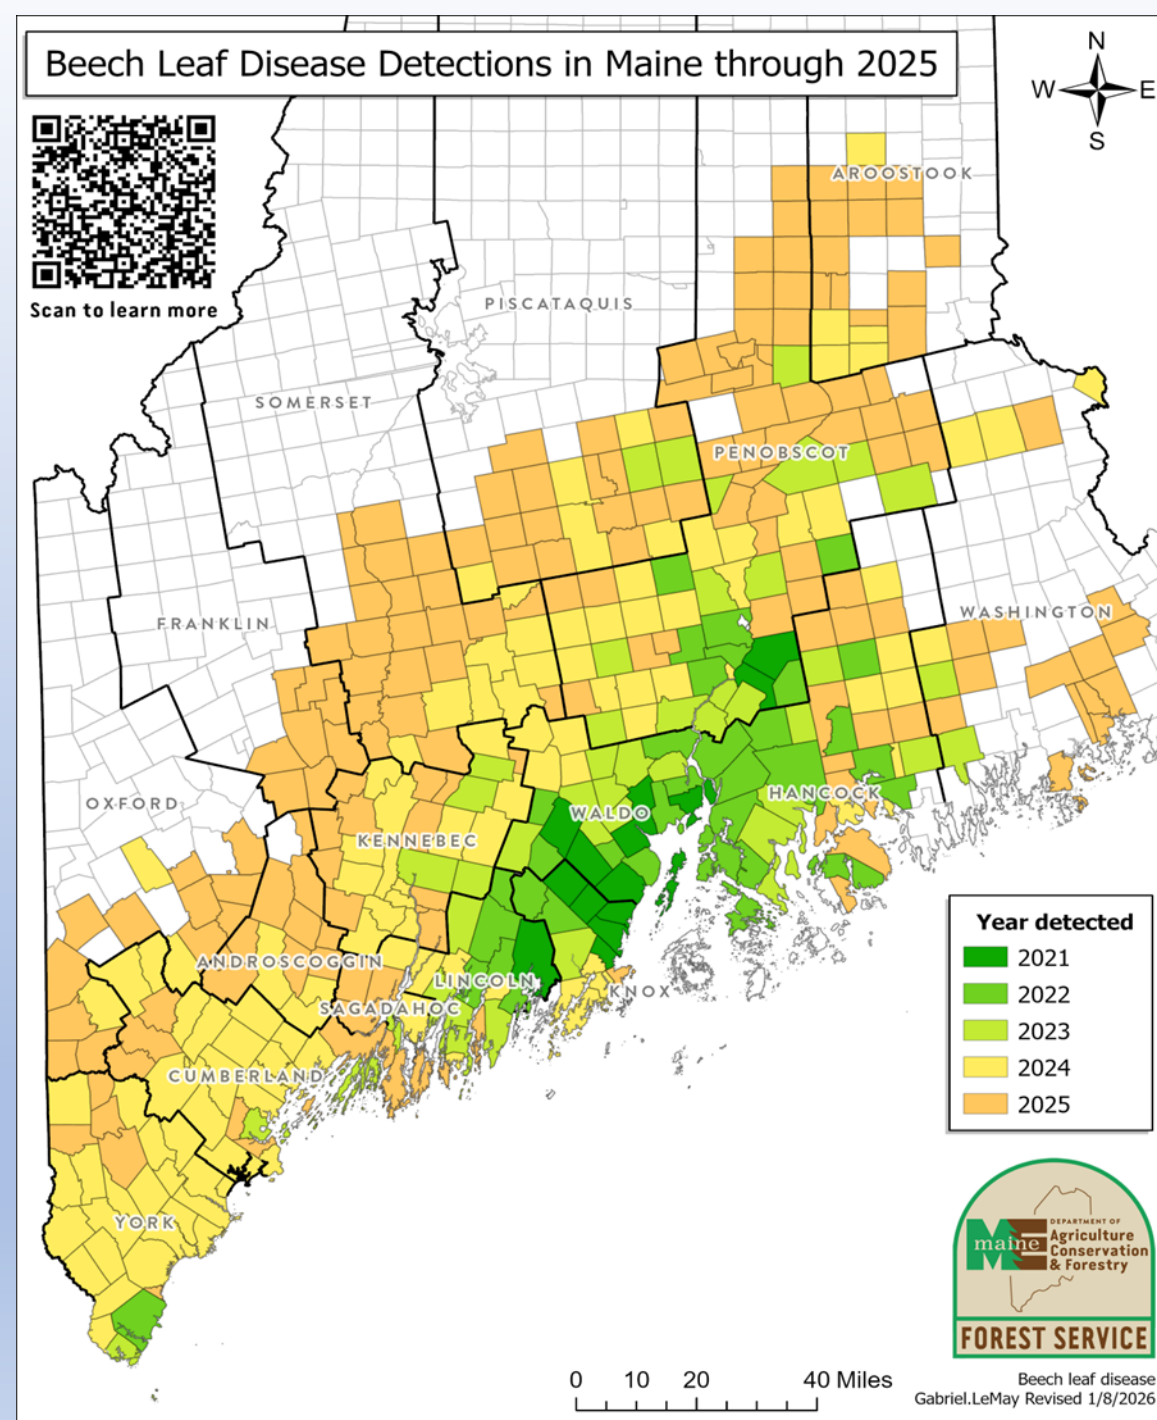 Beech Leaf Disease Detections in Maine through 2025
N
W E
S
Scan to learn more
AROOSTOOK
PISCATAQUIS
SOMERSET
PENOBSCOT
FRANKLIN
WASHINGTON
OXFORD
HANCOCK
WALDO
KENNEBEC
ANDROSCOGGIN
LINCOLN
KNOX
SAGADAHOC
CUMBERLAND
YORK
Year detected
2021
2022
2023
2024
2025
DEPARTMENT OF
maine
Agriculture
Conservation
& Forestry
FOREST SERVICE
0 10 20 40 Miles
Beech leaf disease
Gabriel.LeMay Revised 1/8/2026